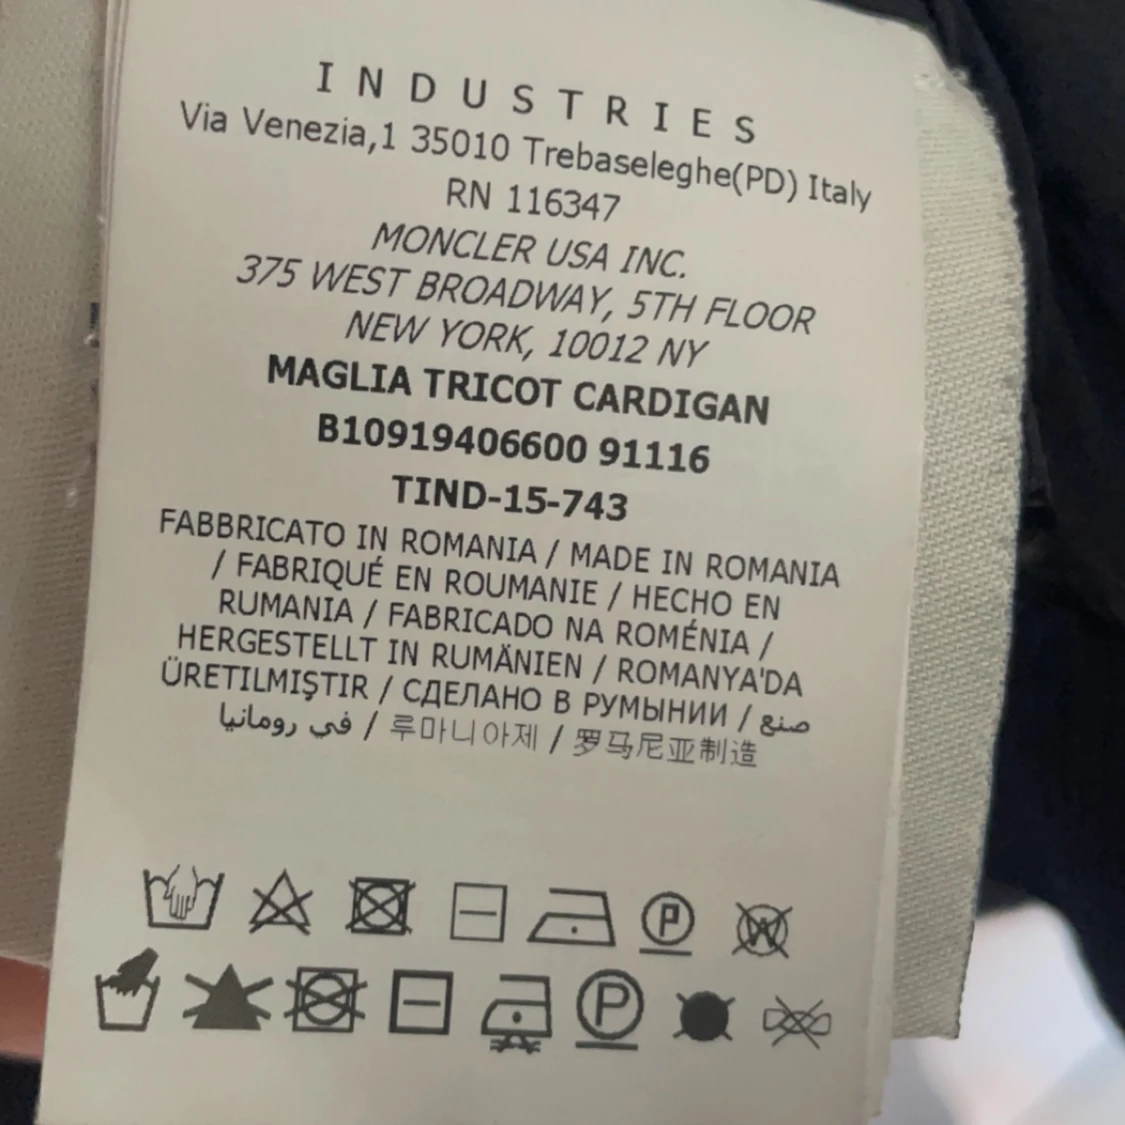 INDUSTRIES
Via Venezia,1 35010 Trebaseleghe(PD) Italy
RN 116347
MONCLER USA INC.
375 WEST BROADWAY, 5TH FLOOR
NEW YORK, 10012 NY
MAGLIA TRICOT CARDIGAN
B10919406600 91116
TIND-15-743
FABBRICATO IN ROMANIA / MADE IN ROMANIA
/ FABRIQUÉ EN ROUMANIE / HECHO EN
RUMANIA / FABRICADO NA ROMÉNIA /
HERGESTELLT IN RUMÄNIEN / ROMANYA'DA
ÜRETILMIŞTIR / СДЕЛАНО В РУМЫНИИ / صنع
في رومانيا / 루마니아제 / 罗马尼亚制造
P W
P